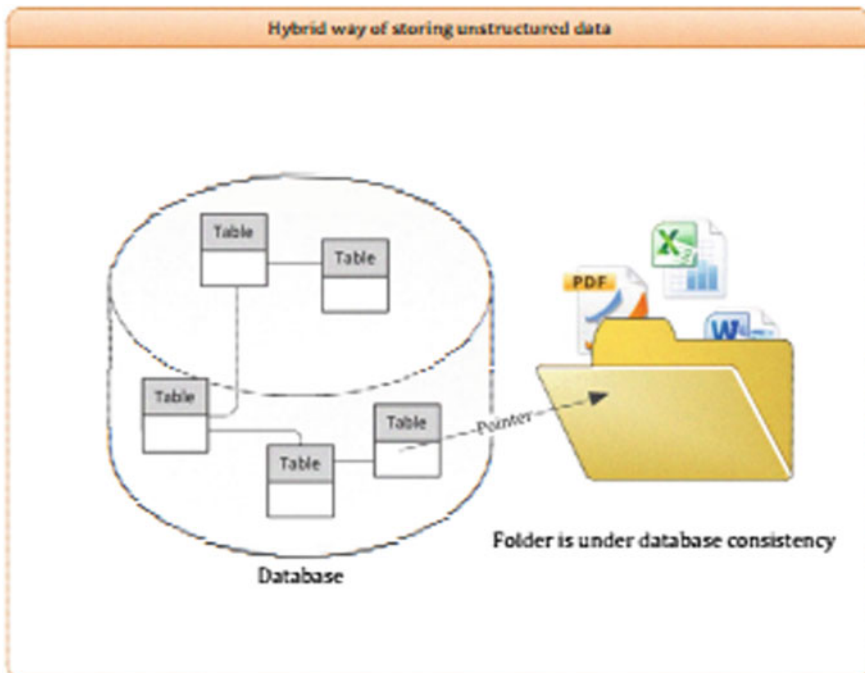 Hybrid way of storing unstructured data
Table
Table
Table
Table
Table
Pointer
PDF
X
W
Folder is under database consistency
Database